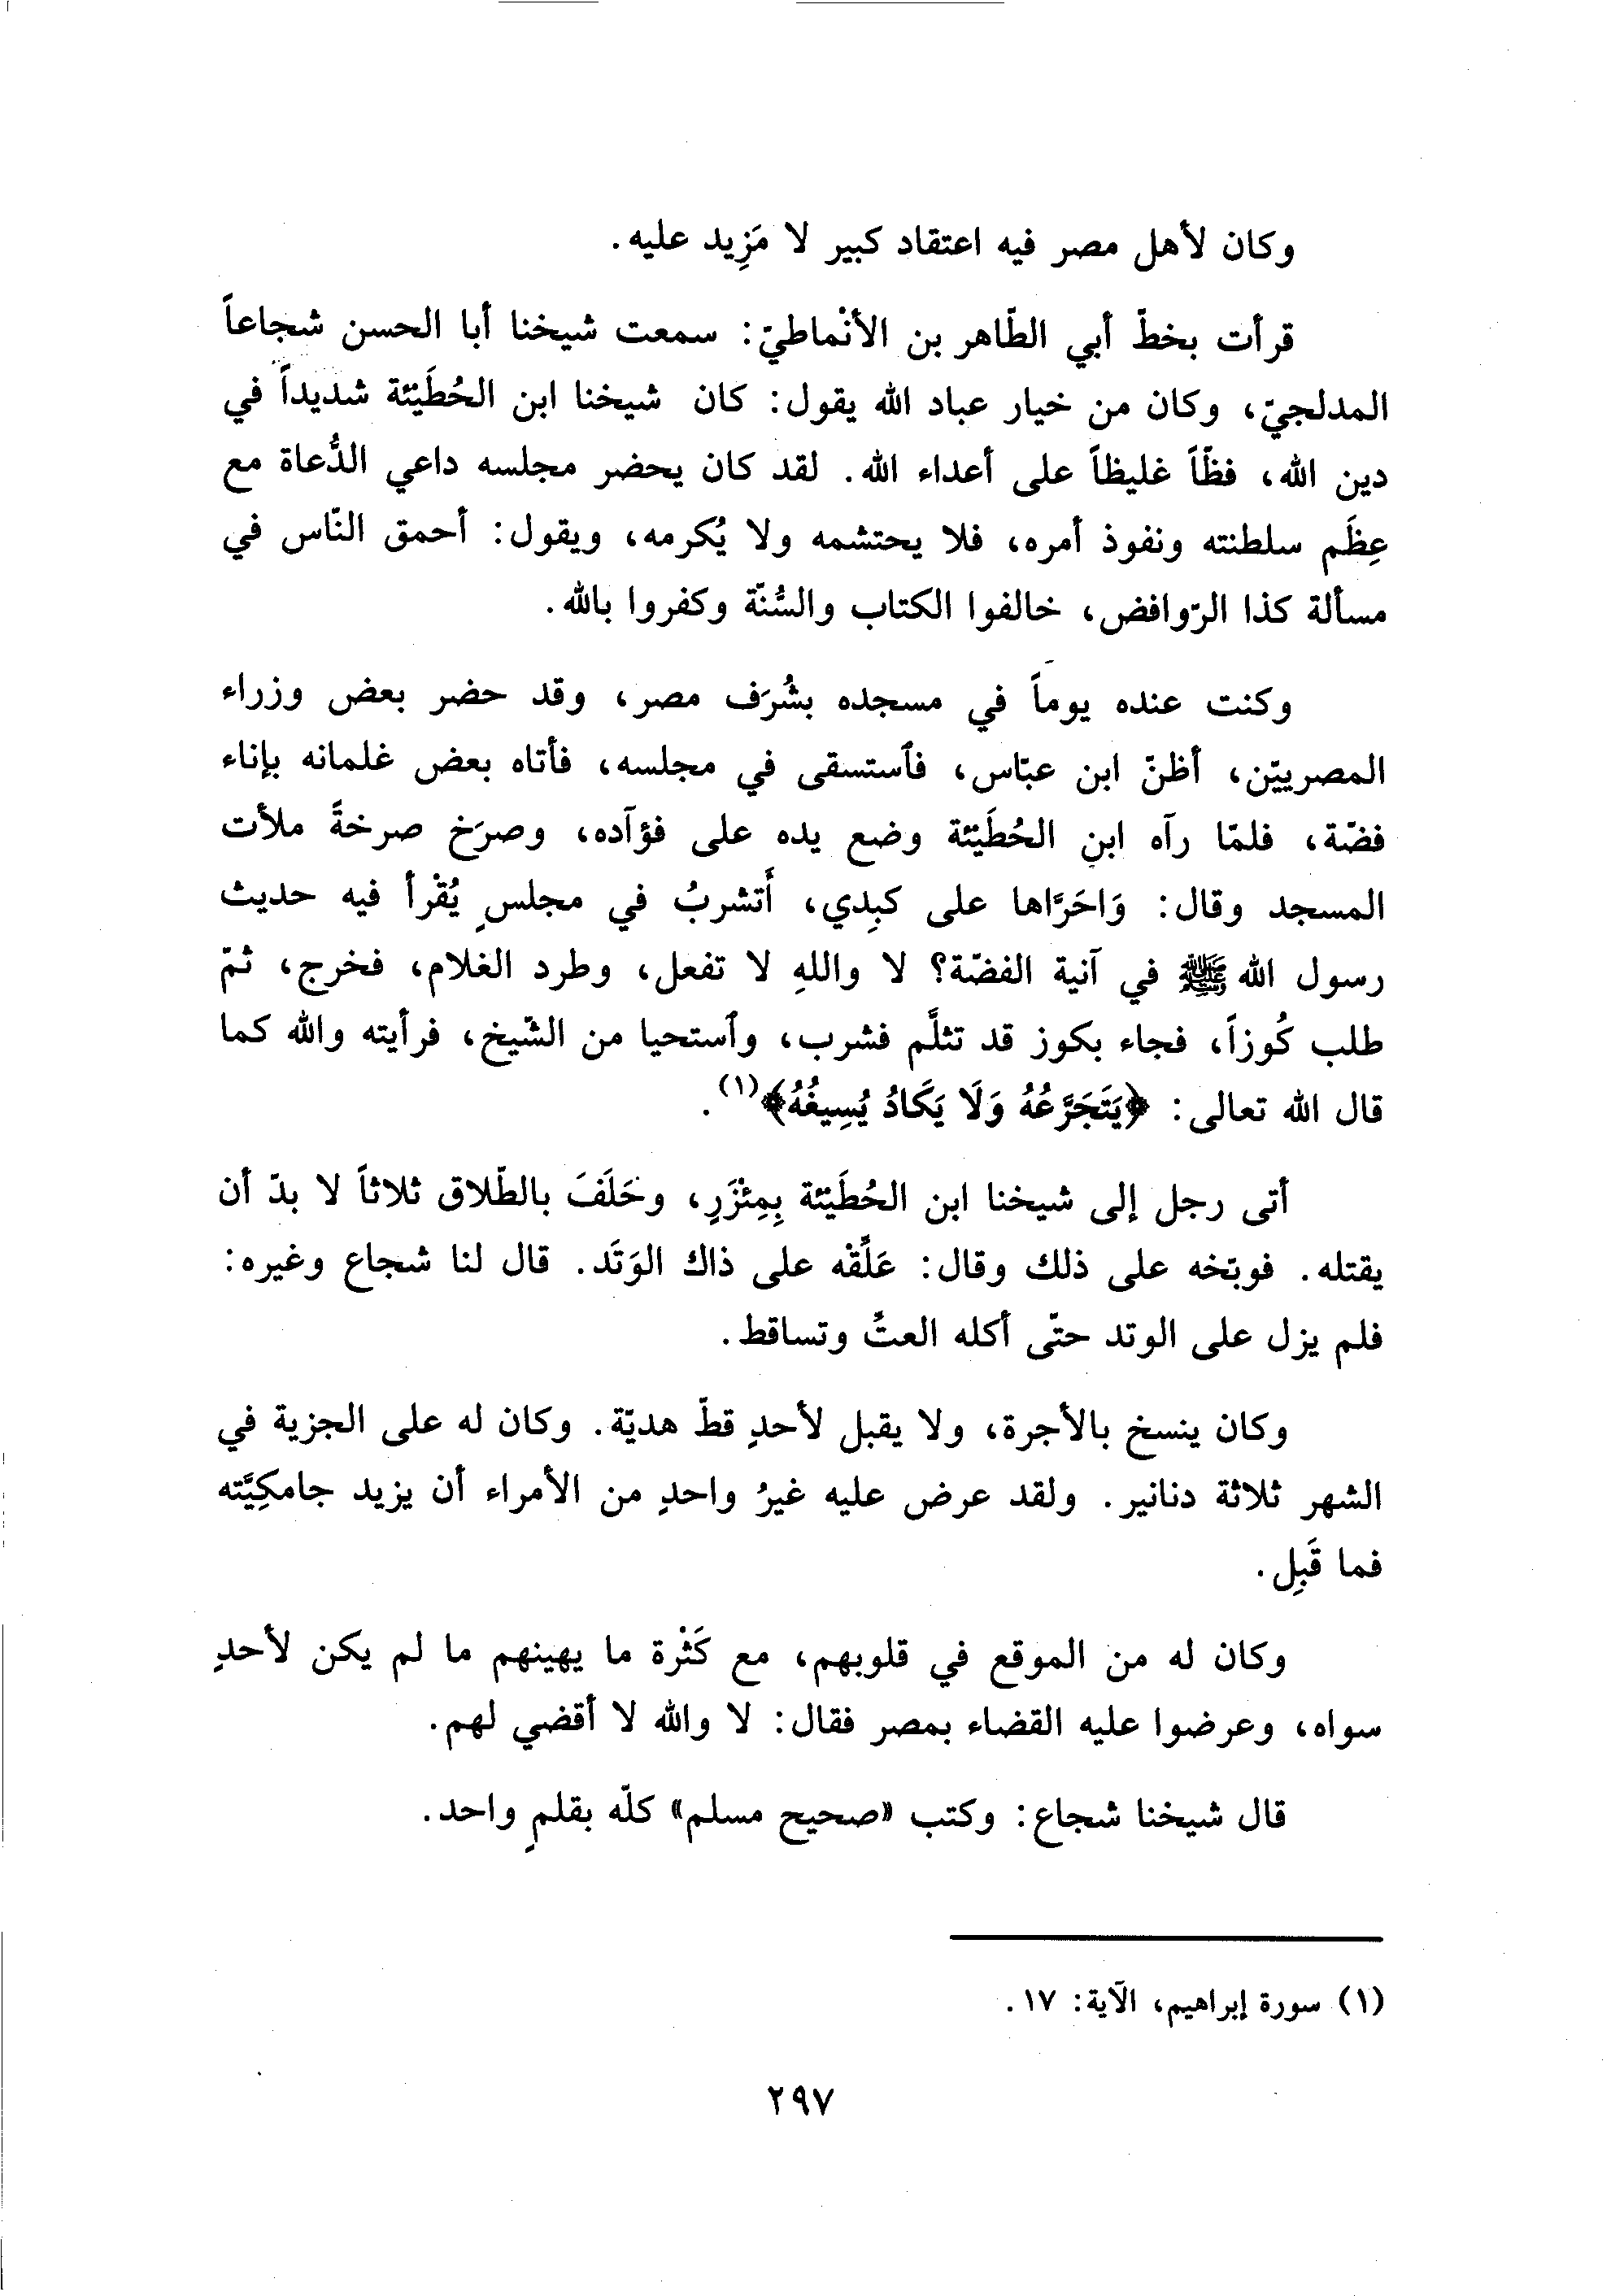 وكان لأهل مصر فيه اعتقاد كبير لا مَزِيد عليه.
قرأت بخطّ أبي الطّاهر بن الأنْماطيّ: سمعت شيخنا أبا الحسن شجاعاً
المدلجيّ، وكان من خيار عباد الله يقول: كان شيخنا ابن الحُطَيْئة شديداً في
دين الله، فظّاً غليظاً على أعداء الله. لقد كان يحضر مجلسه داعي الدُّعاة مع
عِظَم سلطنته ونفوذ أمره، فلا يحتشمه ولا يُكرمه، ويقول: أحمق النّاس في
مسألة كذا الرّوافض، خالفوا الكتاب والسُّنّة وكفروا بالله.
وكنت عنده يوماً في مسجده بشُرَف مصر، وقد حضر بعض وزراء
المصرييّن، أظنّ ابن عبّاس، فٱستسقى في مجلسه، فأتاه بعض غلمانه بإناء
فضّة، فلمّا رآه ابن الحُطَيْئة وضع يده على فؤآده، وصرَخ صرخةً ملأت
المسجد وقال: وَاحَرَّاها على كبِدي، أَتشربُ في مجلسٍ يُقْرأ فيه حديث
رسول الله ﷺ في آنية الفضّة؟ لا واللهِ لا تفعل، وطرد الغلام، فخرج، ثمّ
طلب كُوزاً، فجاء بكوز قد تثلَّم فشرب، وٱستحيا من الشّيخ، فرأيته والله كما
قال الله تعالى: ﴿يَتَجَرَّعُهُ وَلَا يَكَادُ يُسِيغُهُ﴾(١).
أتى رجل إلى شيخنا ابن الحُطَيْئة بِمِئْزَرٍ، وحَلَفَ بالطّلاق ثلاثاً لا بدّ أن
يقتله. فوبّخه على ذلك وقال: عَلِّقْه على ذاك الوَتَد. قال لنا شجاع وغيره:
فلم يزل على الوتد حتّى أكله العثُّ وتساقط.
وكان ينسخ بالأجرة، ولا يقبل لأحدٍ قطّ هديّة. وكان له على الجزية في
الشهر ثلاثة دنانير. ولقد عرض عليه غيرُ واحدٍ من الأمراء أن يزيد جامكِيَّته
فما قَبِل.
وكان له من الموقع في قلوبهم، مع كَثْرة ما يهينهم ما لم يكن لأحدٍ
سواه، وعرضوا عليه القضاء بمصر فقال: لا والله لا أقضي لهم.
قال شيخنا شجاع: وكتب «صحيح مسلم» كلّه بقلمٍ واحد.
(١) سورة إبراهيم، الآية: ١٧.
٢٩٧